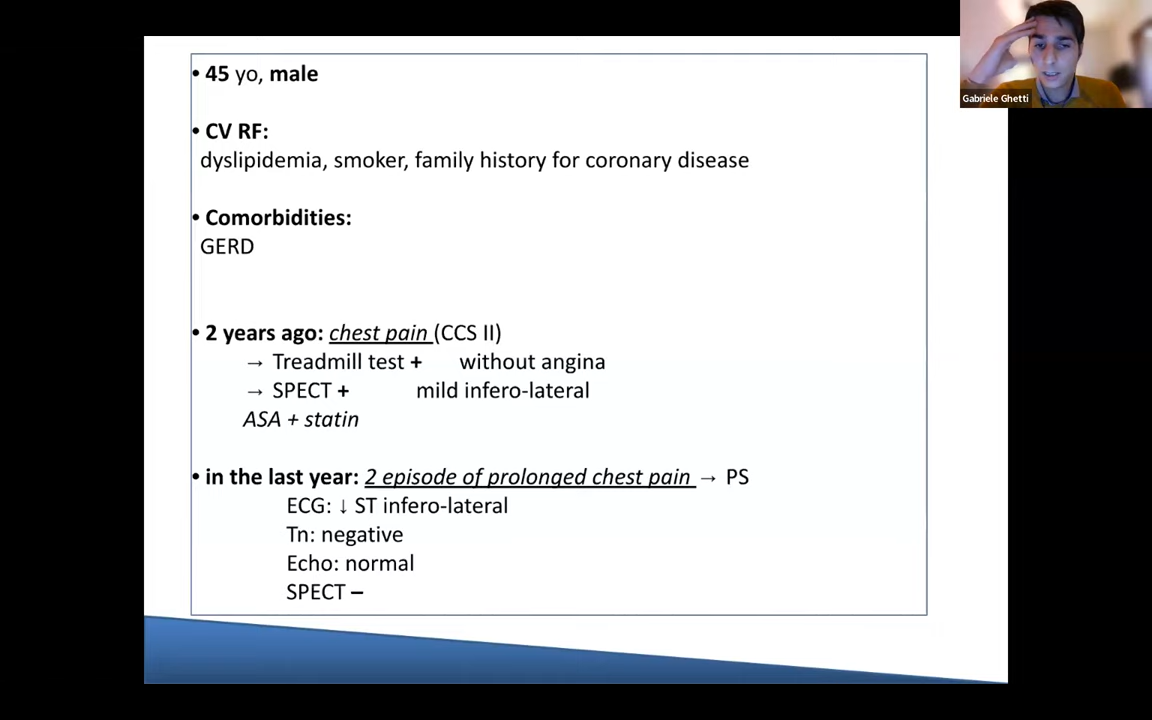 • 45 yo, male
• CV RF:
dyslipidemia, smoker, family history for coronary disease
• Comorbidities:
GERD
• 2 years ago: chest pain (CCS II)
→ Treadmill test + without angina
→ SPECT + mild infero-lateral
ASA + statin
• in the last year: 2 episode of prolonged chest pain → PS
ECG: ↓ ST infero-lateral
Tn: negative
Echo: normal
SPECT –
Gabriele Ghetti